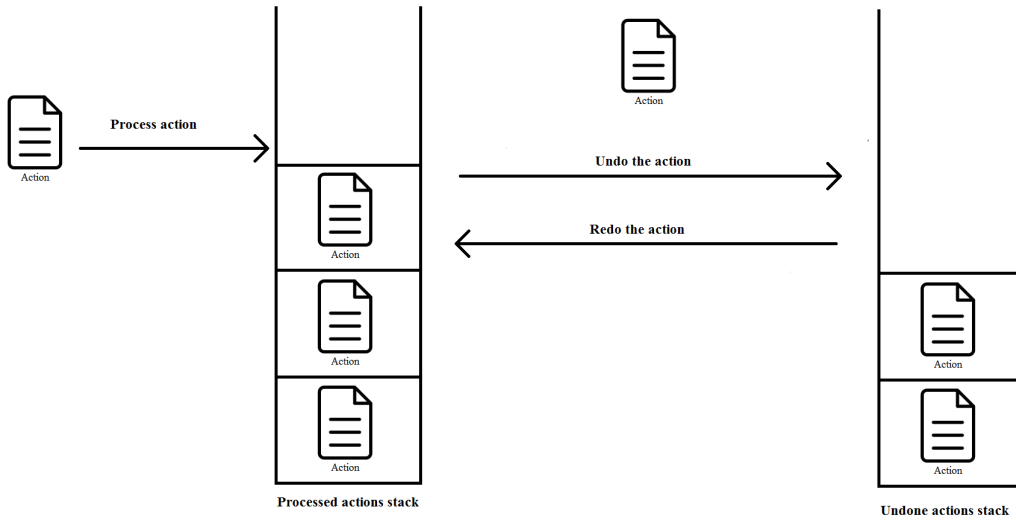 Action
Process action
Action
Undo the action
Redo the action
Action
Action
Action
Action
Action
Processed actions stack
Undone actions stack